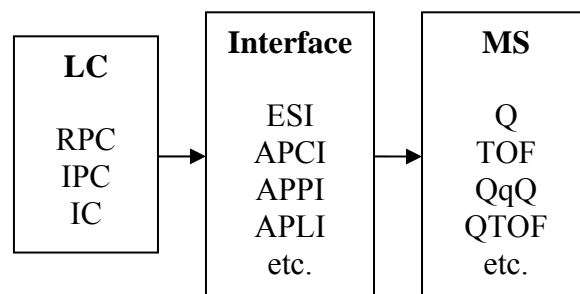 LC
RPC
IPC
IC
Interface
ESI
APCI
APPI
APLI
etc.
MS
Q
TOF
QqQ
QTOF
etc.